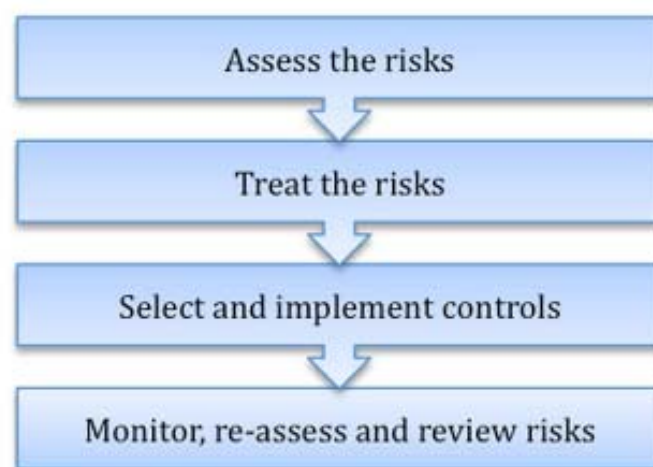 Assess the risks
Treat the risks
Select and implement controls
Monitor, re-assess and review risks